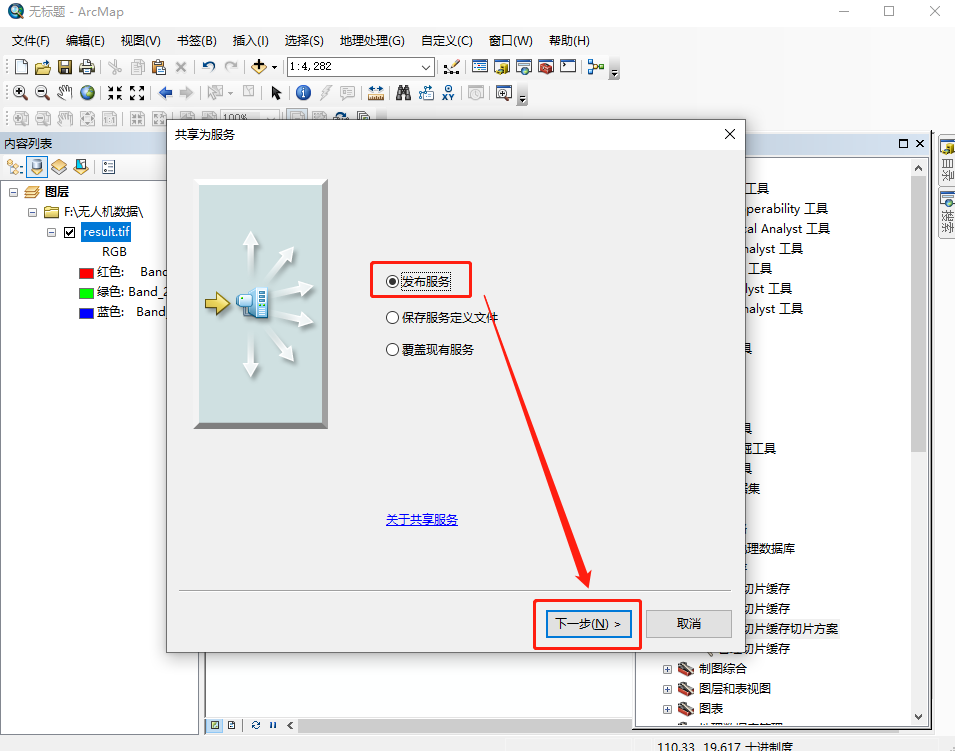 无标题 - ArcMap
文件(F) 编辑(E) 视图(V) 书签(B) 插入(I) 选择(S) 地理处理(G) 自定义(C) 窗口(W) 帮助(H)
1:4,282
100%
内容列表
图层
F:\无人机数据\
result.tif
RGB
红色: Band
绿色: Band_2
蓝色: Band
共享为服务
发布服务
保存服务定义文件
覆盖现有服务
关于共享服务
下一步(N) >
取消
工具
perability 工具
cal Analyst 工具
nalyst 工具
工具
lyst 工具
nalyst 工具
具
具
工具
具
集
理数据库
切片缓存
切片缓存
切片缓存切片方案
管理切片缓存
制图综合
图层和表视图
图表
目录
搜索
110.33 19.617 十进制度